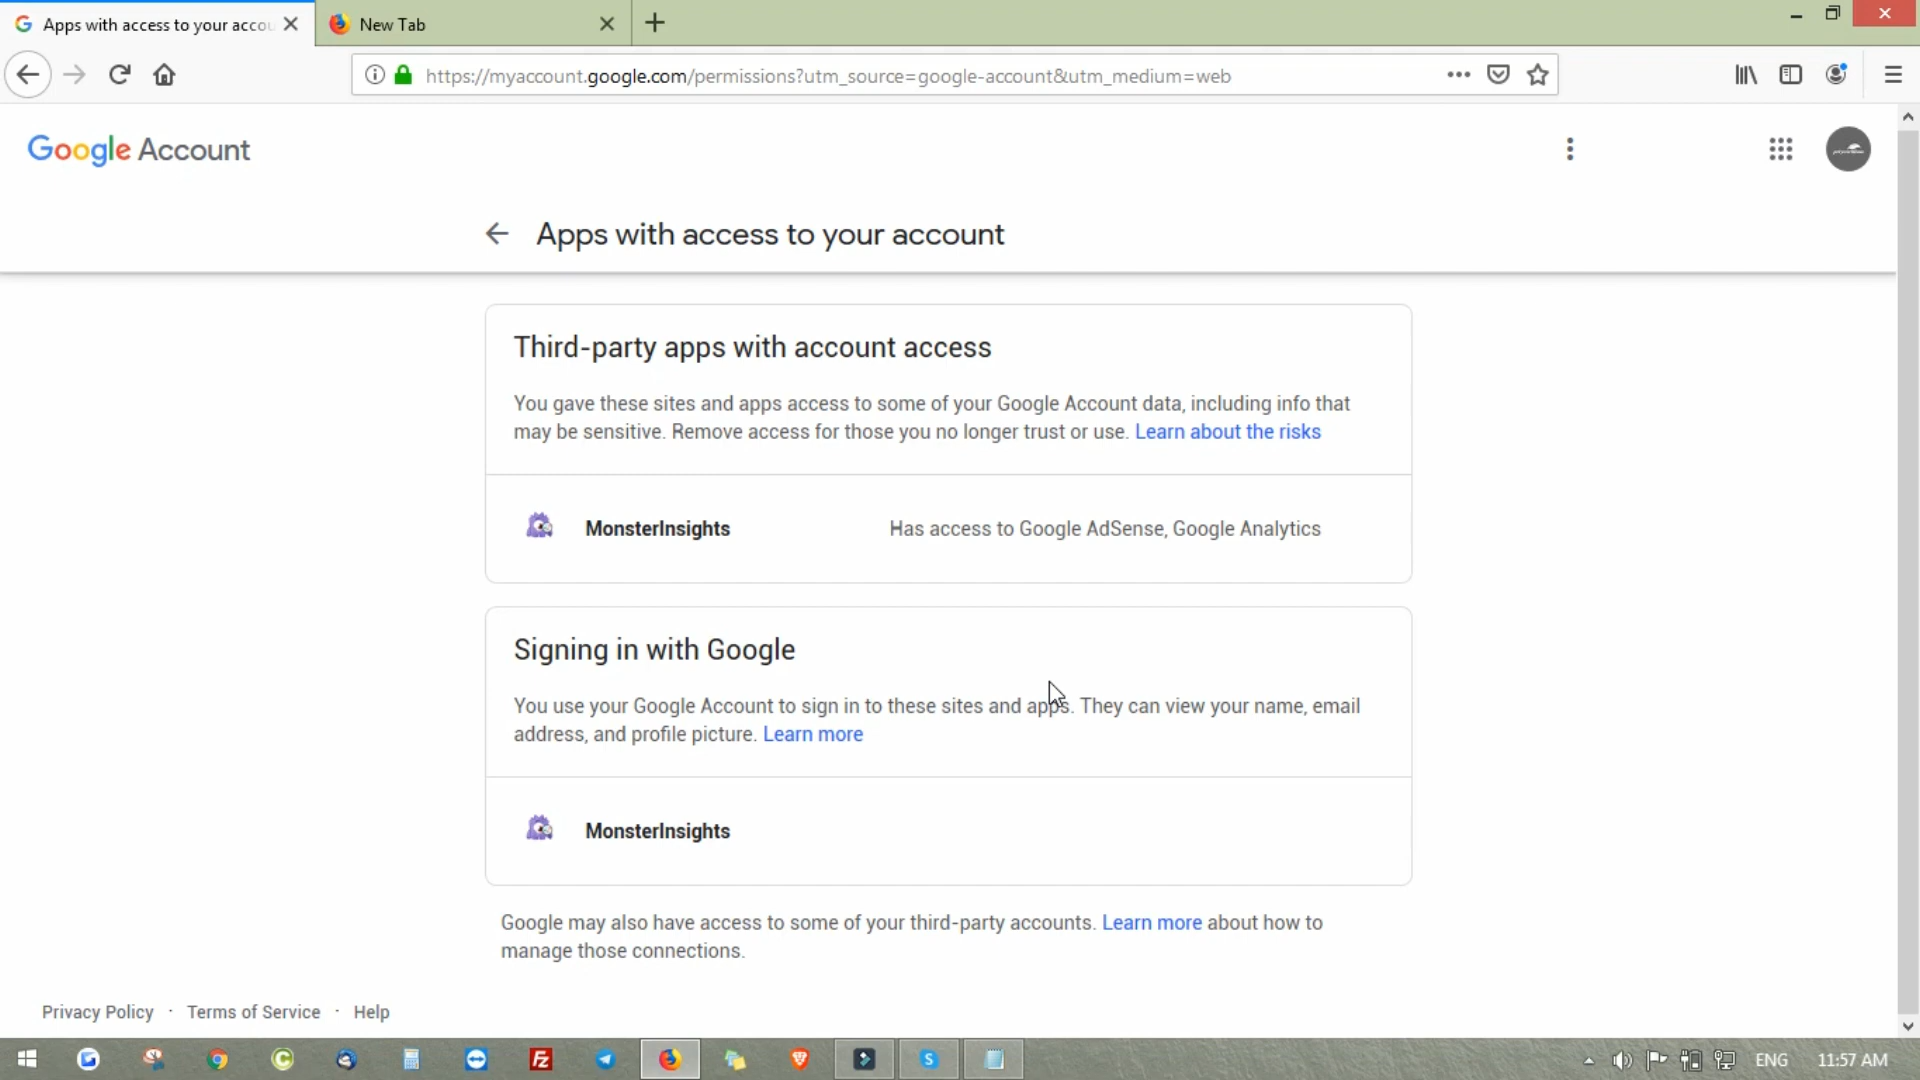 Apps with access to your accou
New Tab
https://myaccount.google.com/permissions?utm_source=google-account&utm_medium=web
Google Account
Apps with access to your account
Third-party apps with account access
You gave these sites and apps access to some of your Google Account data, including info that
may be sensitive. Remove access for those you no longer trust or use. Learn about the risks
MonsterInsights Has access to Google AdSense, Google Analytics
Signing in with Google
You use your Google Account to sign in to these sites and apps. They can view your name, email
address, and profile picture. Learn more
MonsterInsights
Google may also have access to some of your third-party accounts. Learn more about how to
manage those connections.
Privacy Policy · Terms of Service · Help
ENG 11:57 AM